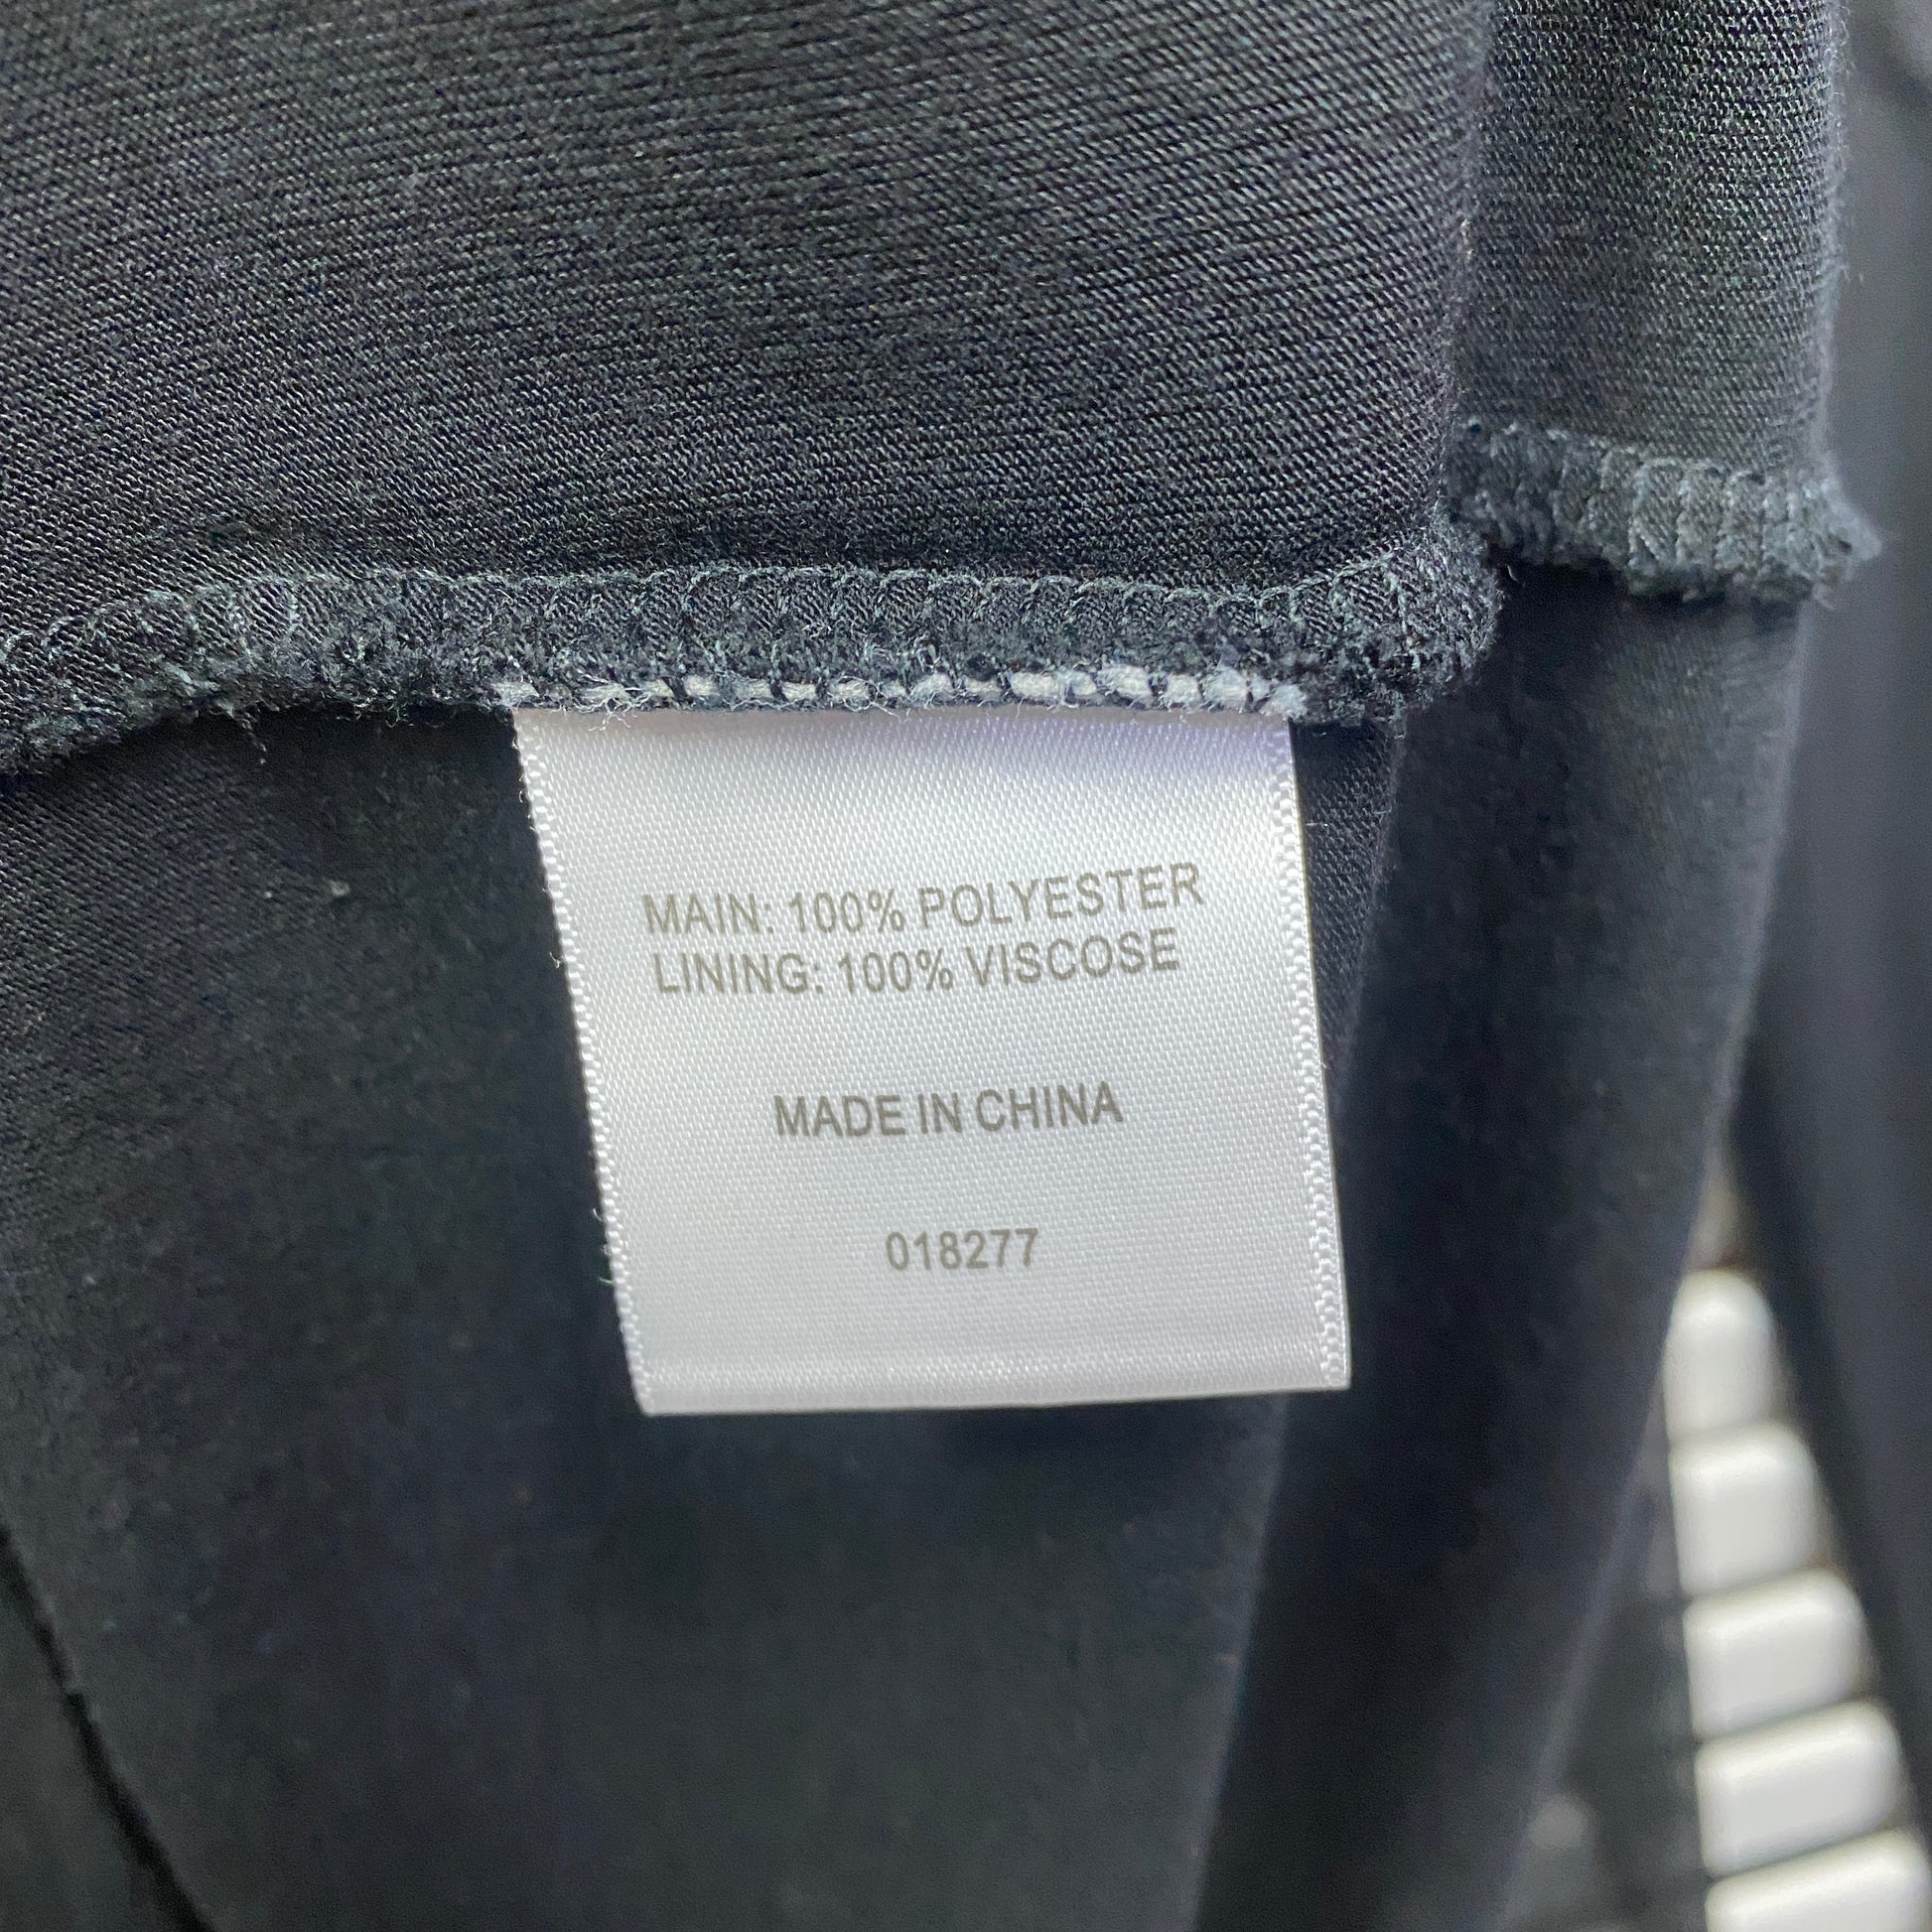 MAIN: 100% POLYESTER
LINING: 100% VISCOSE
MADE IN CHINA
018277